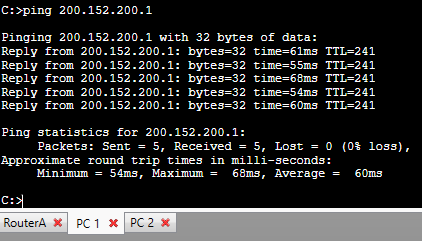 C:>ping 200.152.200.1
Pinging 200.152.200.1 with 32 bytes of data:
Reply from 200.152.200.1: bytes=32 time=61ms TTL=241
Reply from 200.152.200.1: bytes=32 time=55ms TTL=241
Reply from 200.152.200.1: bytes=32 time=68ms TTL=241
Reply from 200.152.200.1: bytes=32 time=54ms TTL=241
Reply from 200.152.200.1: bytes=32 time=60ms TTL=241
Ping statistics for 200.152.200.1:
Packets: Sent = 5, Received = 5, Lost = 0 (0% loss),
Approximate round trip times in milli-seconds:
Minimum = 54ms, Maximum =  68ms, Average =  60ms
C:>
RouterA PC 1 PC 2